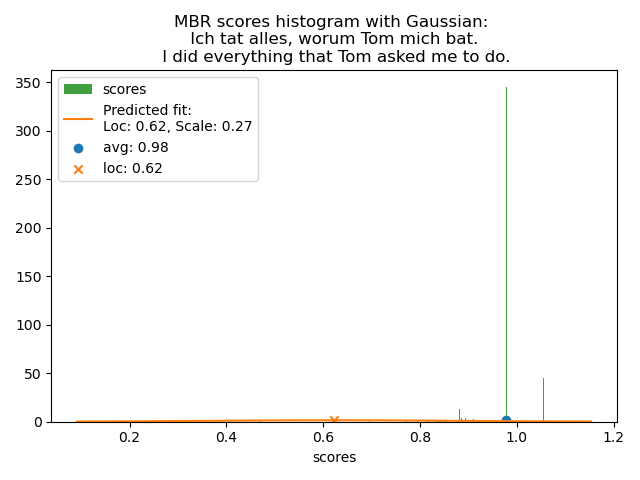 MBR scores histogram with Gaussian:
Ich tat alles, worum Tom mich bat.
I did everything that Tom asked me to do.
350
300
250
200
150
100
50
0
scores
Predicted fit:
Loc: 0.62, Scale: 0.27
avg: 0.98
loc: 0.62
0.2 0.4 0.6 0.8 1.0 1.2
scores